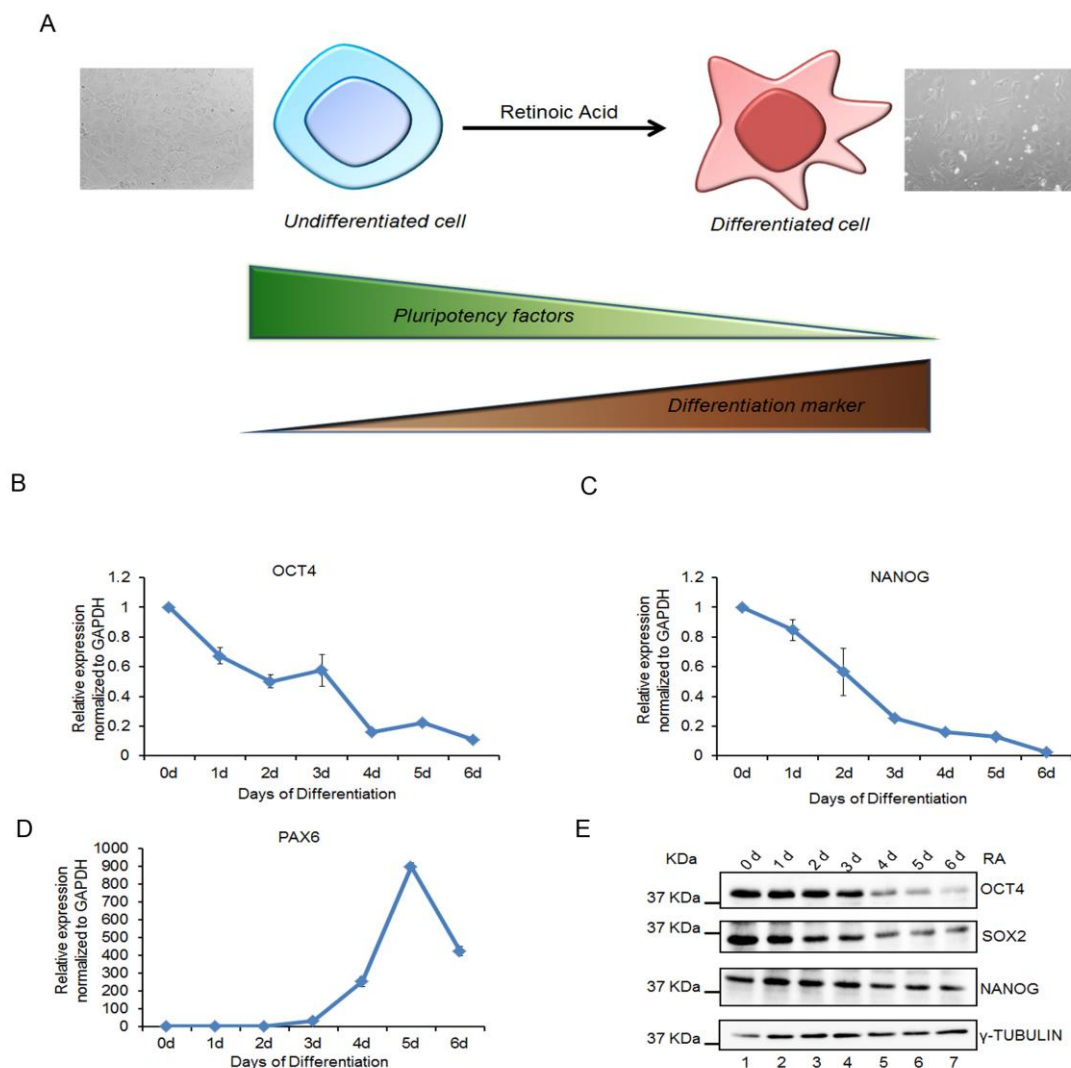 A
Retinoic Acid
Undifferentiated cell
Differentiated cell
Pluripotency factors
Differentiation marker
B
OCT4
Relative expression
normalized to GAPDH
1.2
1
0.8
0.6
0.4
0.2
0
0d 1d 2d 3d 4d 5d 6d
Days of Differentiation
C
NANOG
Relative expression
normalized to GAPDH
1.2
1
0.8
0.6
0.4
0.2
0
0d 1d 2d 3d 4d 5d 6d
Days of Differentiation
D
PAX6
Relative expression
normalized to GAPDH
1000
900
800
700
600
500
400
300
200
100
0
0d 1d 2d 3d 4d 5d 6d
Days of Differentiation
E
KDa 0 d 1 d 2 d 3 d 4 d 5 d 6 d RA
37 KDa OCT4
37 KDa SOX2
37 KDa NANOG
37 KDa γ-TUBULIN
1 2 3 4 5 6 7